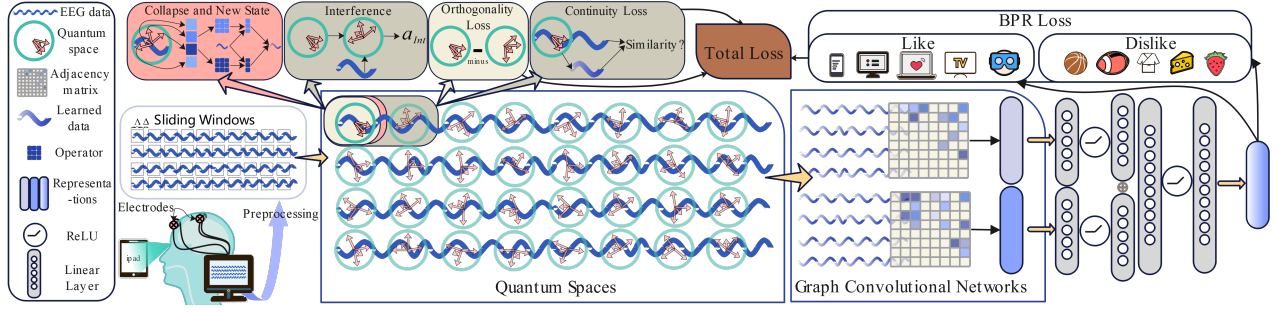 EEG data
Quantum
space
Adjacency
matrix
Learned
data
Operator
Representa
-tions
ReLU
Linear
Layer
Collapse and New State
Interference
a_Int
Orthogonality
Loss
minus
Continuity Loss
Similarity?
Total Loss
BPR Loss
Like
TV
Dislike
Sliding Windows
Electrodes
Preprocessing
ipad
Quantum Spaces
Graph Convolutional Networks